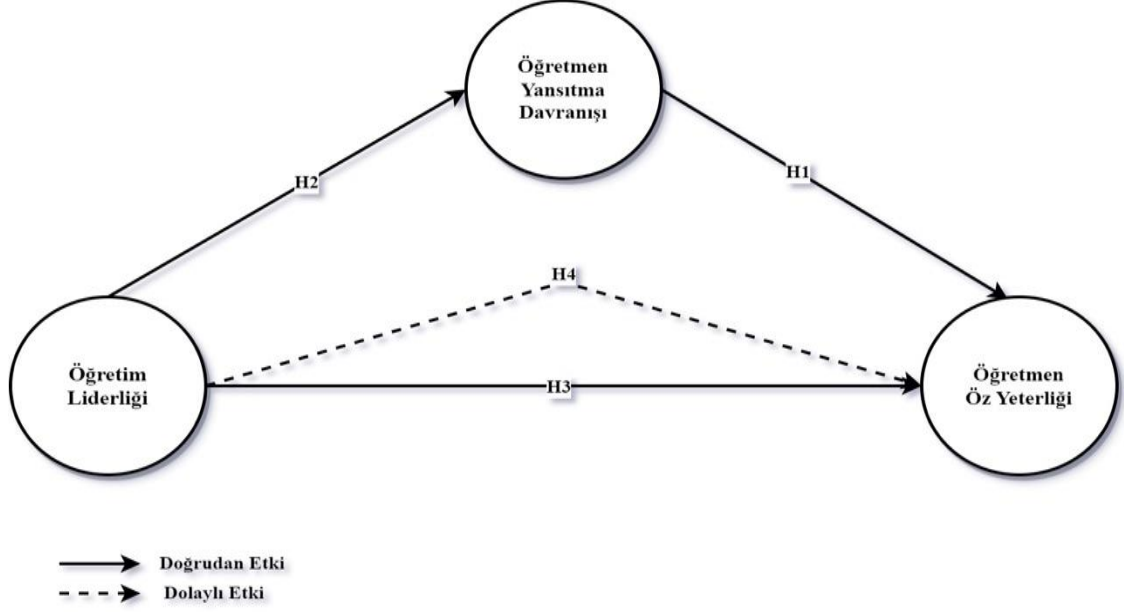 Öğretmen
Yansıtma
Davranışı
H2
H1
H4
Öğretim
Liderliği
H3
Öğretmen
Öz Yeterliği
Doğrudan Etki
Dolaylı Etki